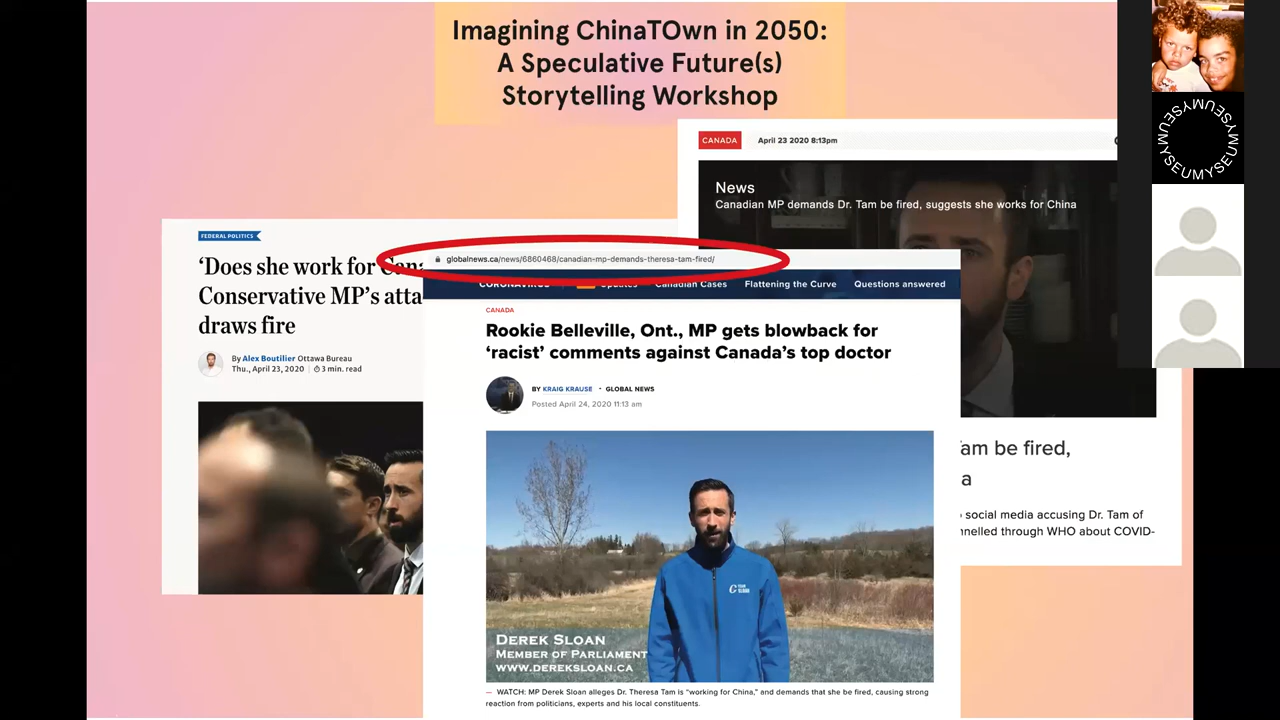 Imagining ChinaTOwn in 2050:
A Speculative Future(s)
Storytelling Workshop
CANADA April 23 2020 8:13pm
News
Canadian MP demands Dr. Tam be fired, suggests she works for China
FEDERAL POLITICS
‘Does she work for
Conservative MP’s
draws fire
By Alex Boutilier Ottawa Bureau
Thu., April 23, 2020 | 3 min. read
globalnews.ca/news/6860468/canadian-mp-demands-theresa-tam-fired/
CORONAVIRUS Updates Canadian Cases Flattening the Curve Questions answered
CANADA
Rookie Belleville, Ont., MP gets blowback for
‘racist’ comments against Canada’s top doctor
BY KRAIG KRAUSE • GLOBAL NEWS
Posted April 24, 2020 11:13 am
DEREK SLOAN
MEMBER OF PARLIAMENT
WWW.DEREKSLOAN.CA
— WATCH: MP Derek Sloan alleges Dr. Theresa Tam is “working for China,” and demands that she be fired, causing strong
reaction from politicians, experts and his local constituents.
am be fired,
a
social media accusing Dr. Tam of
nnelled through WHO about COVID-
MYSEUMYSEUMYSEUMYSEU